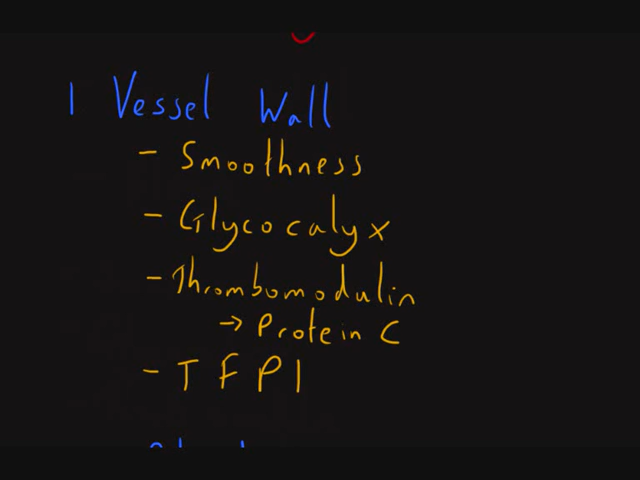 1 Vessel Wall
- Smoothness
- Glycocalyx
- Thrombomodulin
→ Protein C
- TFPI